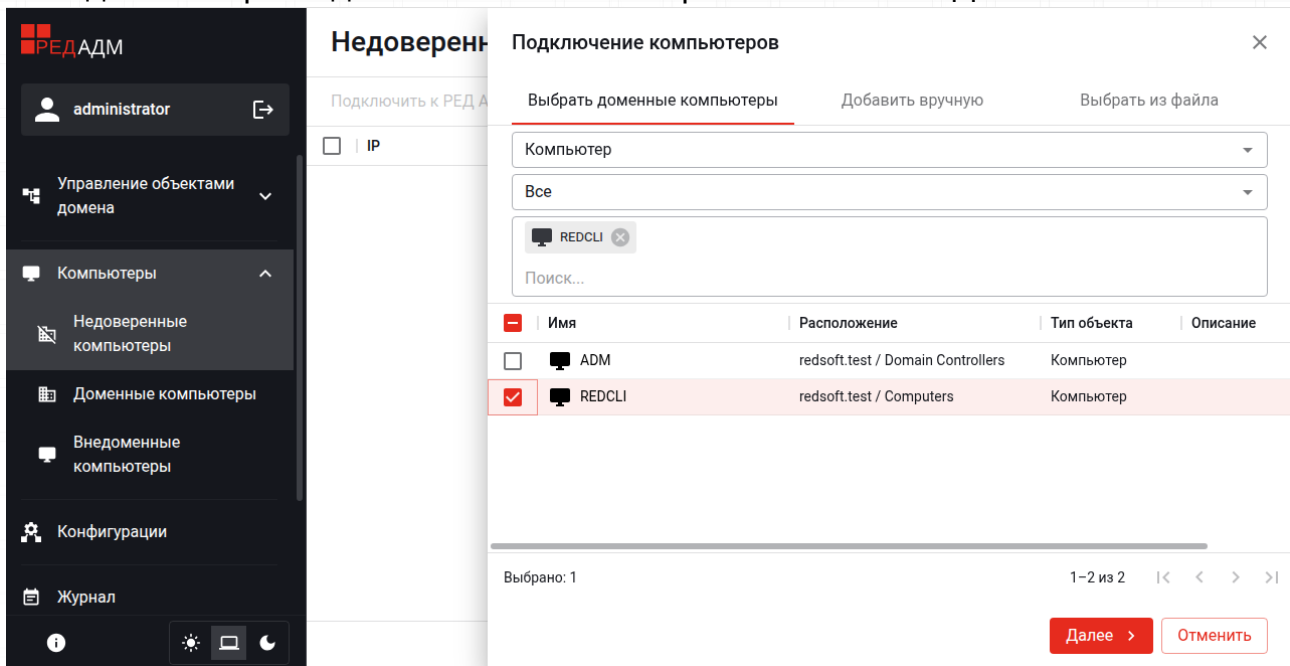 РЕДАДМ
administrator
Управление объектами
домена
Компьютеры
Недоверенные
компьютеры
Доменные компьютеры
Внедоменные
компьютеры
Конфигурации
Журнал
Недоверенн
Подключить к РЕД А
IP
Подключение компьютеров
Выбрать доменные компьютеры Добавить вручную Выбрать из файла
Компьютер
Все
REDCLI
Поиск...
Имя Расположение Тип объекта Описание
ADM redsoft.test / Domain Controllers Компьютер
REDCLI redsoft.test / Computers Компьютер
Выбрано: 1 1–2 из 2
Далее Отменить